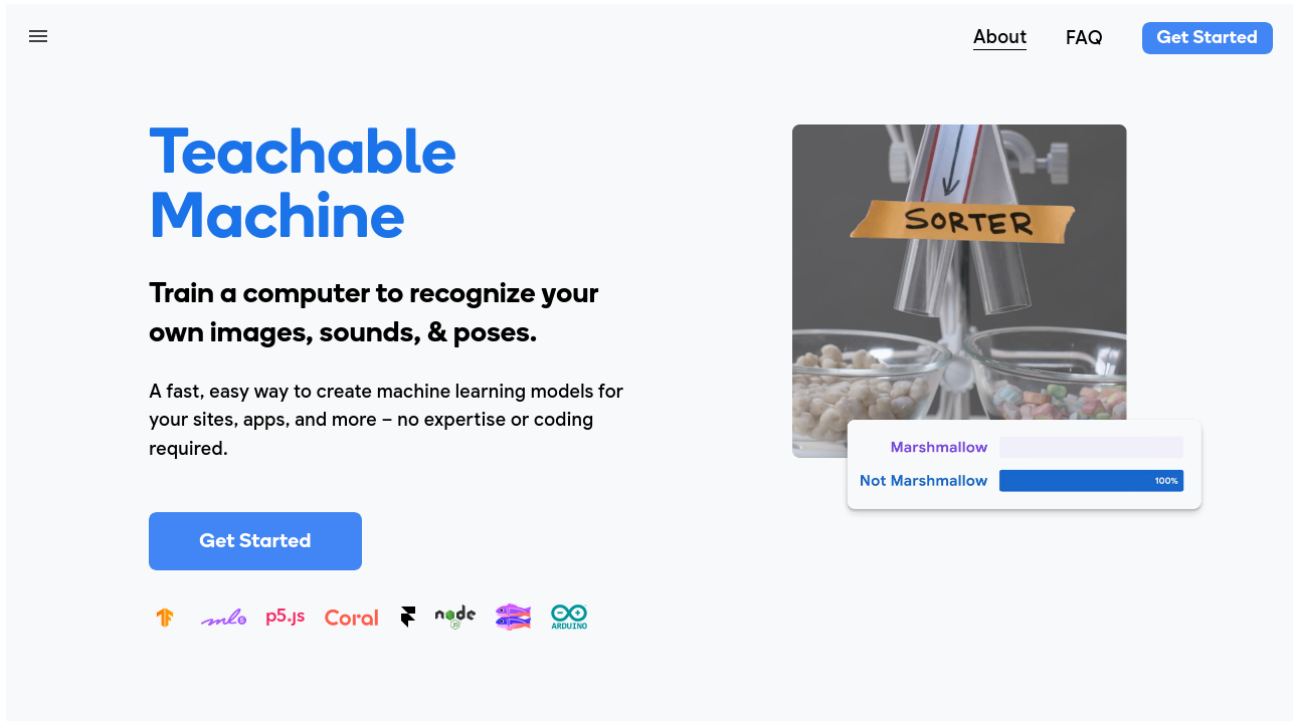 About
FAQ
Get Started
Teachable
Machine
Train a computer to recognize your
own images, sounds, & poses.
A fast, easy way to create machine learning models for
your sites, apps, and more – no expertise or coding
required.
Get Started
SORTER
Marshmallow
Not Marshmallow 100%
ml5 p5.js Coral node JS ARDUINO